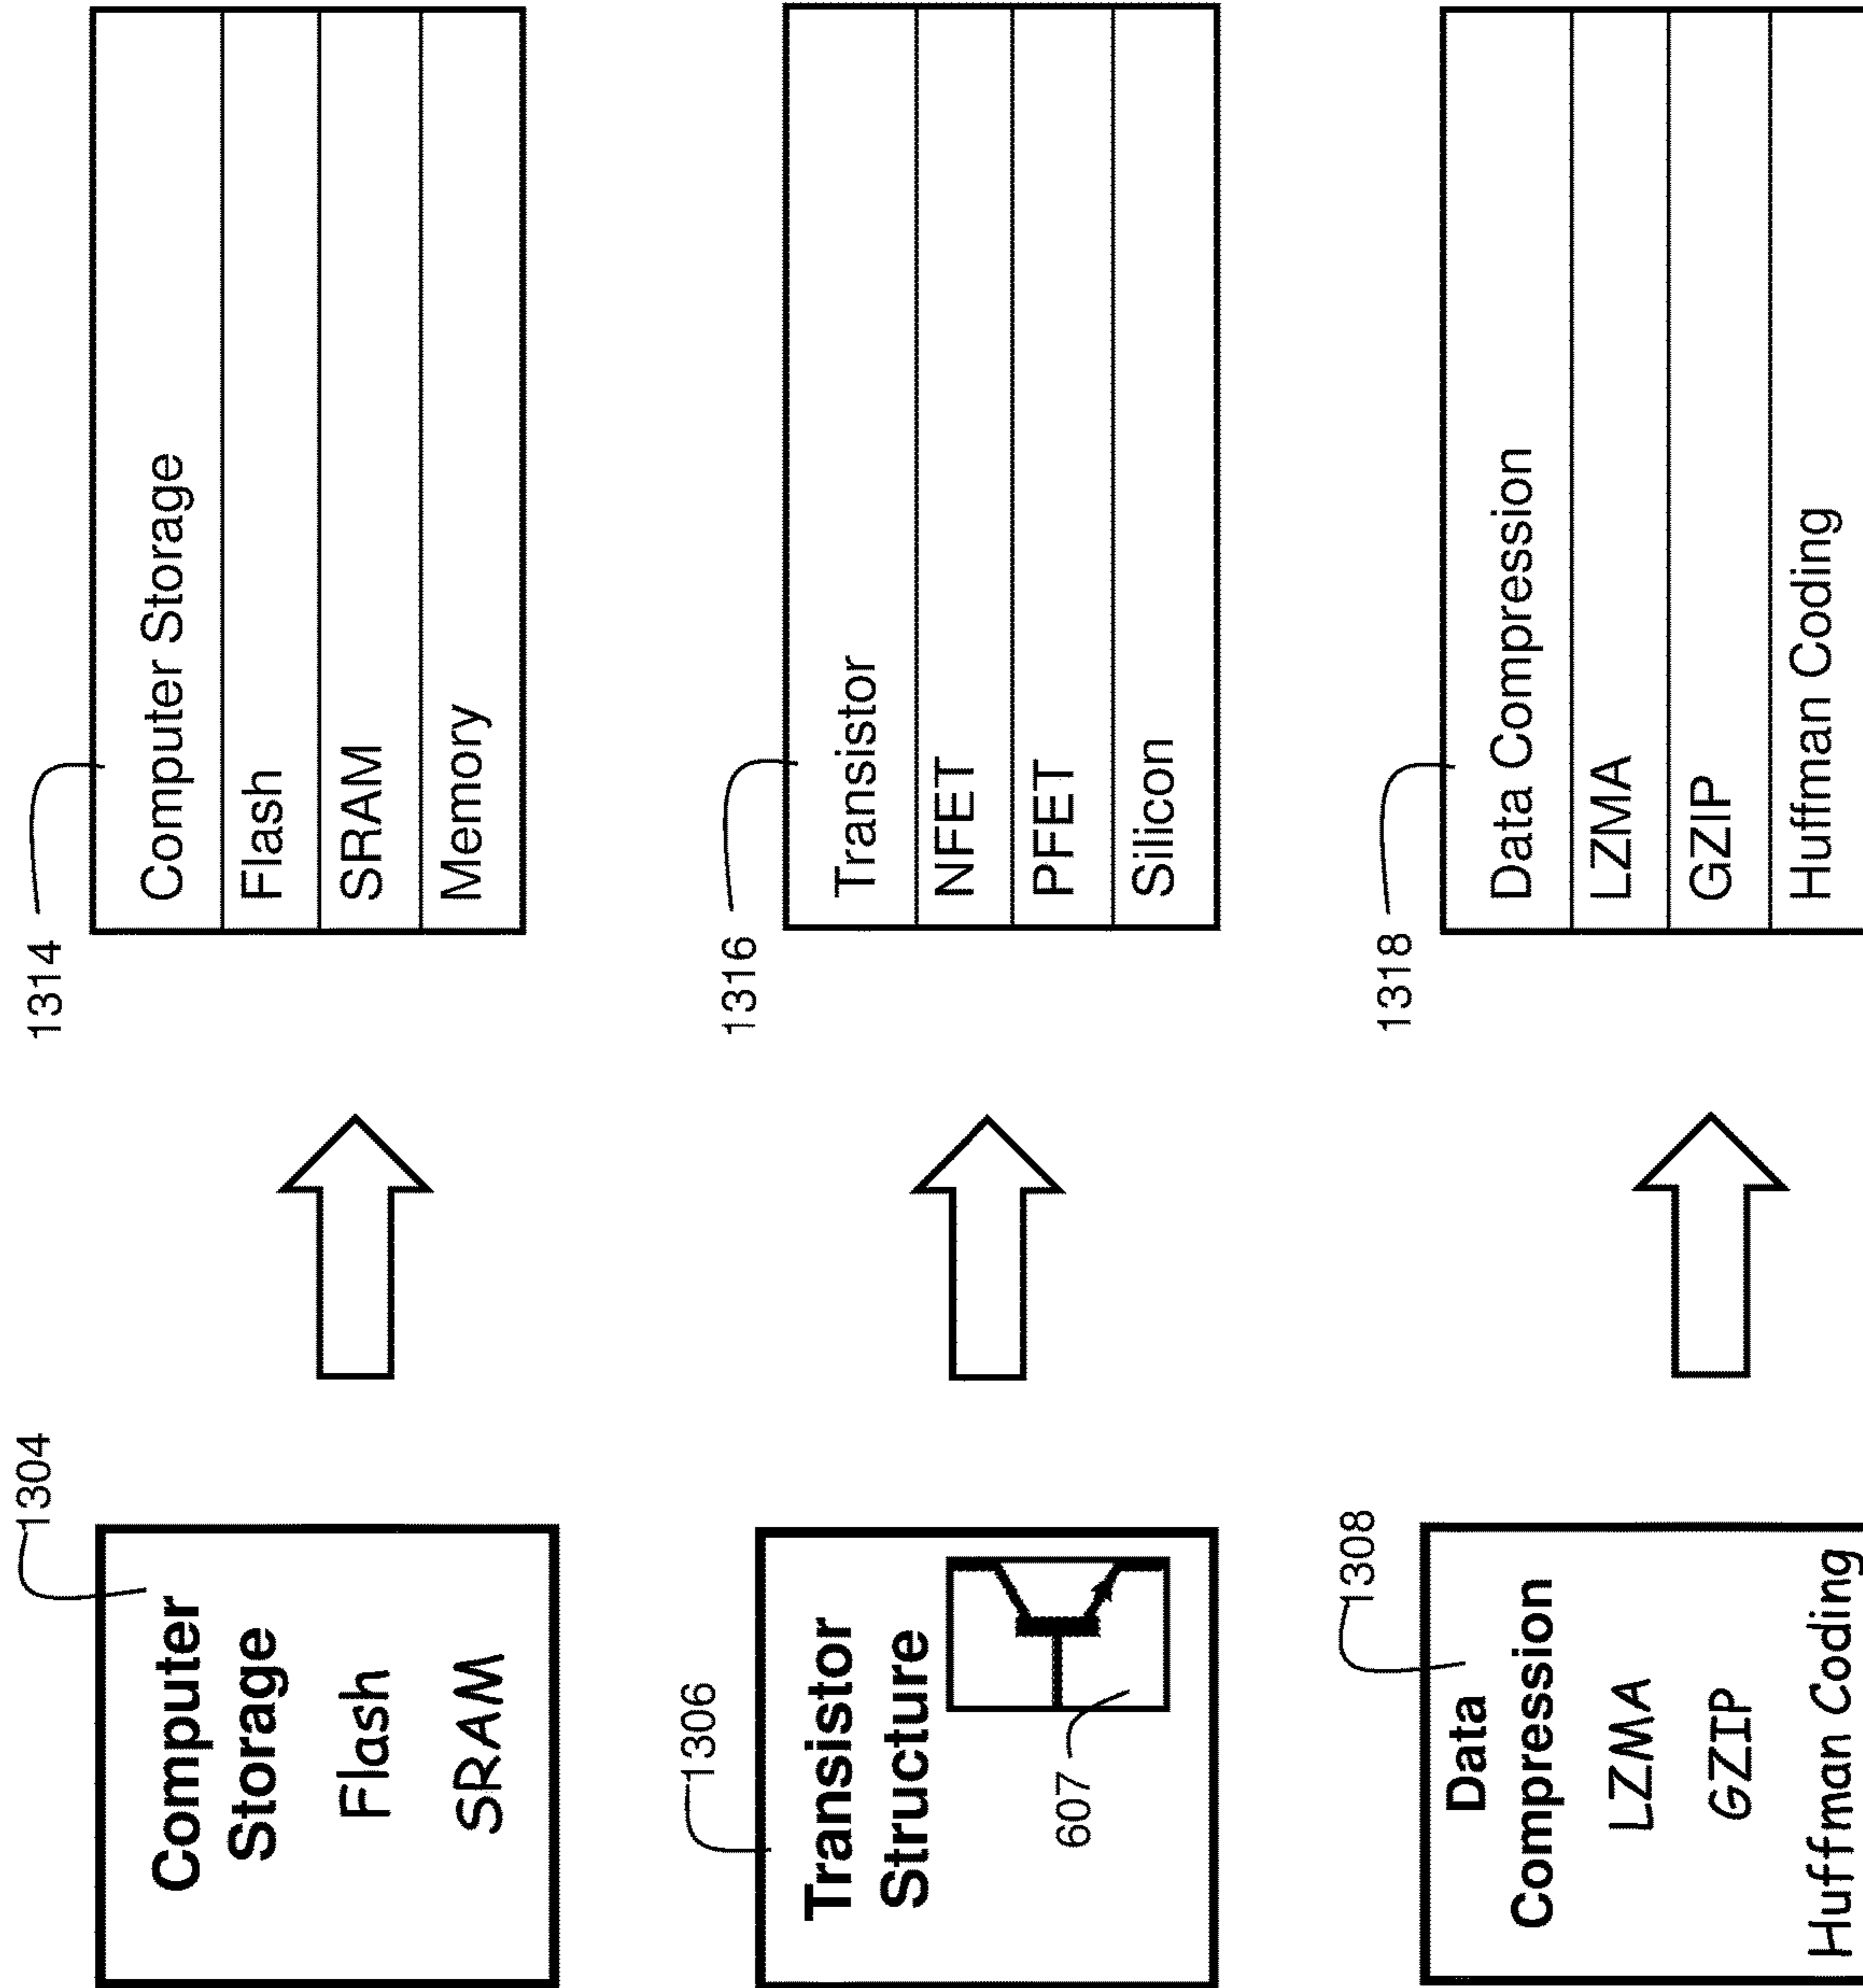 1304
Computer
Storage
Flash
SRAM
1314
Computer Storage
Flash
SRAM
Memory
1306
Transistor
Structure
607
1316
Transistor
NFET
PFET
Silicon
1308
Data
Compression
LZMA
GZIP
Huffman Coding
1318
Data Compression
LZMA
GZIP
Huffman Coding